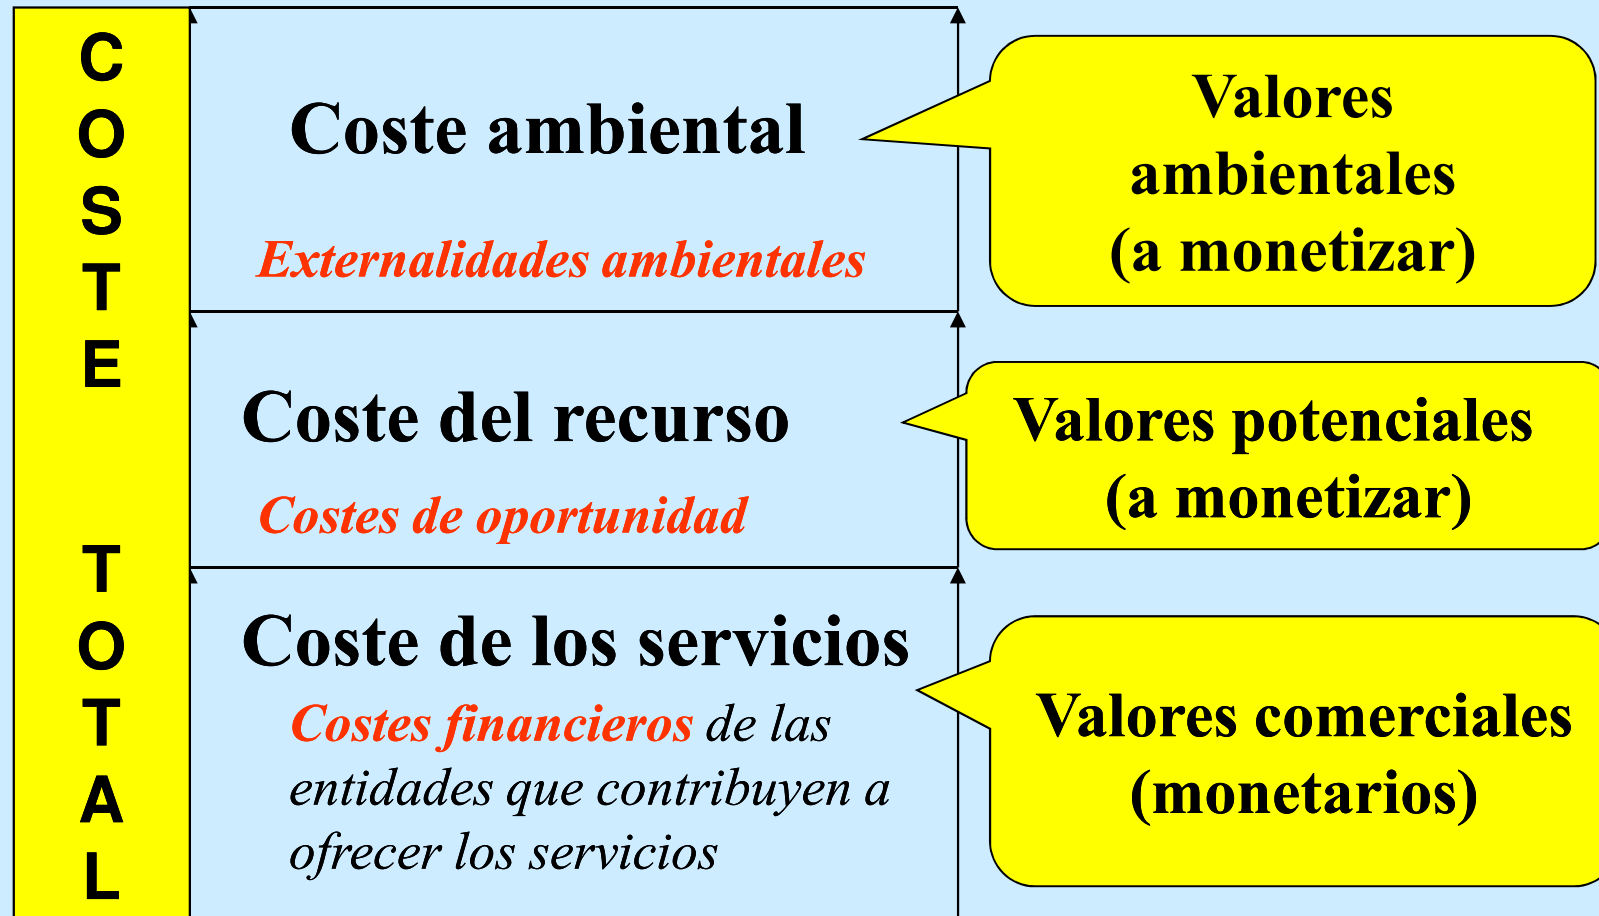 COSTE TOTAL
Coste ambiental
Externalidades ambientales
Valores
ambientales
(a monetizar)
Coste del recurso
Costes de oportunidad
Valores potenciales
(a monetizar)
Coste de los servicios
Costes financieros de las
entidades que contribuyen a
ofrecer los servicios
Valores comerciales
(monetarios)